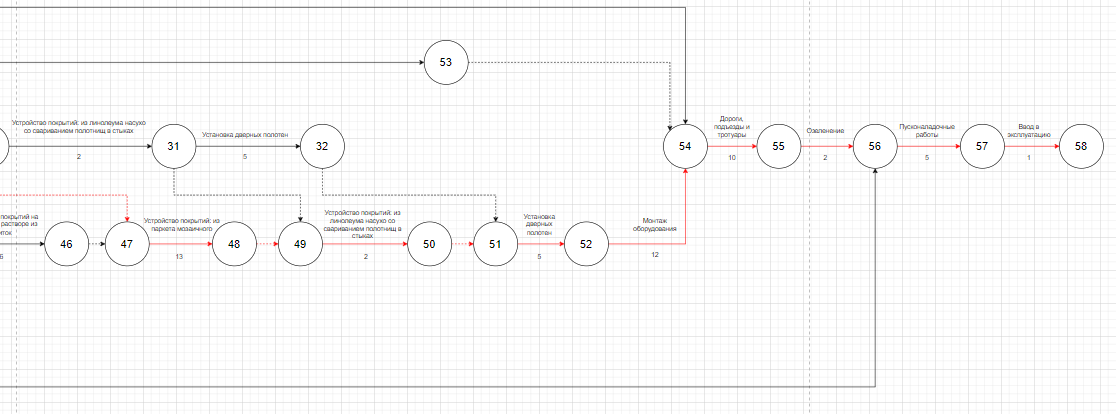 53
Устройство покрытий: из линолеума насухо
со свариванием полотнищ в стыках
2
31
Установка дверных полотен
5
32
54
Дороги,
подъезды и
тротуары
10
55
Озеленение
2
56
Пусконаладочные
работы
5
57
Ввод в
эксплуатацию
1
58
покрытий на
растворе из
6
46
47
Устройство покрытий: из
паркета мозаичного
13
48
49
Устройство покрытий: из
линолеума насухо со
свариванием полотнищ в
стыках
2
50
51
Установка
дверных
полотен
5
52
Монтаж
оборудования
12